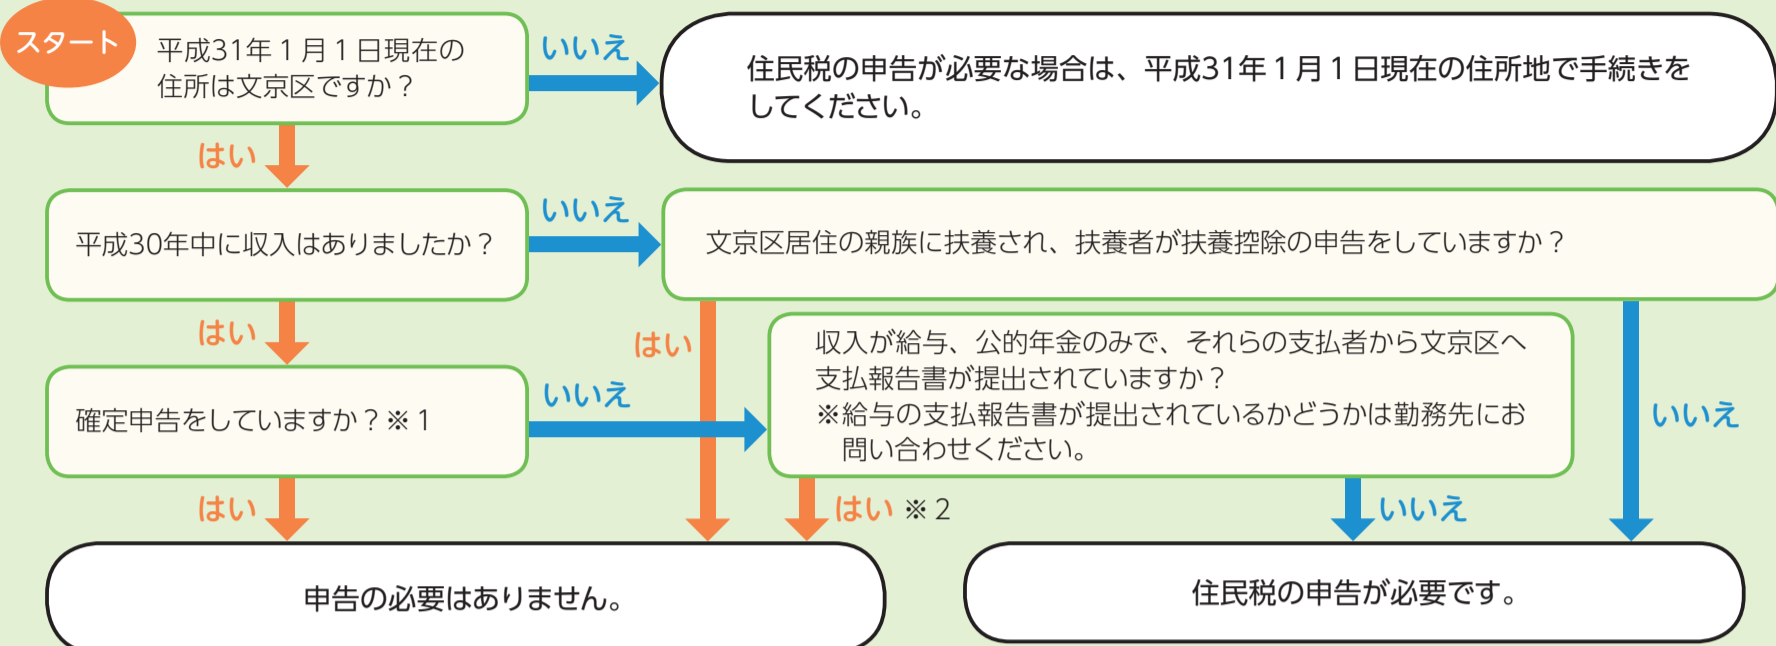 スタート
平成31年1月1日現在の
住所は文京区ですか？
いいえ
住民税の申告が必要な場合は、平成31年1月1日現在の住所地で手続きを
してください。
はい
平成30年中に収入はありましたか？
いいえ
文京区居住の親族に扶養され、扶養者が扶養控除の申告をしていますか？
はい
はい
いいえ
確定申告をしていますか？※1
いいえ
収入が給与、公的年金のみで、それらの支払者から文京区へ
支払報告書が提出されていますか？
※給与の支払報告書が提出されているかどうかは勤務先にお
問い合わせください。
はい
はい ※2
いいえ
申告の必要はありません。
住民税の申告が必要です。